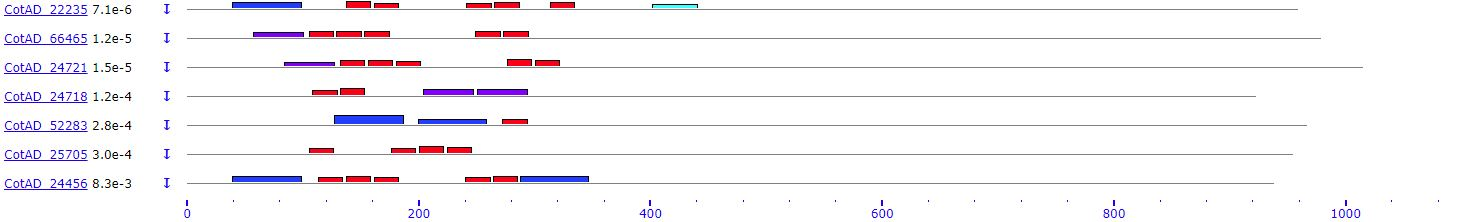 CotAD_22235 7.1e-6 ↧
CotAD_66465 1.2e-5 ↧
CotAD_24721 1.5e-5 ↧
CotAD_24718 1.2e-4 ↧
CotAD_52283 2.8e-4 ↧
CotAD_25705 3.0e-4 ↧
CotAD_24456 8.3e-3 ↧
0 200 400 600 800 1000